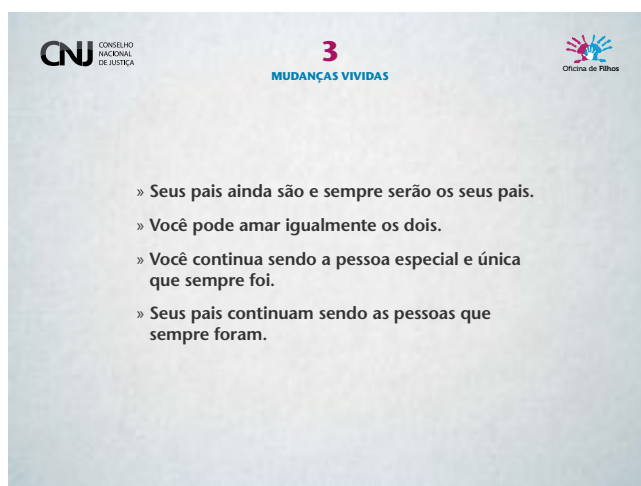 CNJ
CONSELHO
NACIONAL
DE JUSTIÇA
3
MUDANÇAS VIVIDAS
Oficina de Filhos
» Seus pais ainda são e sempre serão os seus pais.
» Você pode amar igualmente os dois.
» Você continua sendo a pessoa especial e única
que sempre foi.
» Seus pais continuam sendo as pessoas que
sempre foram.